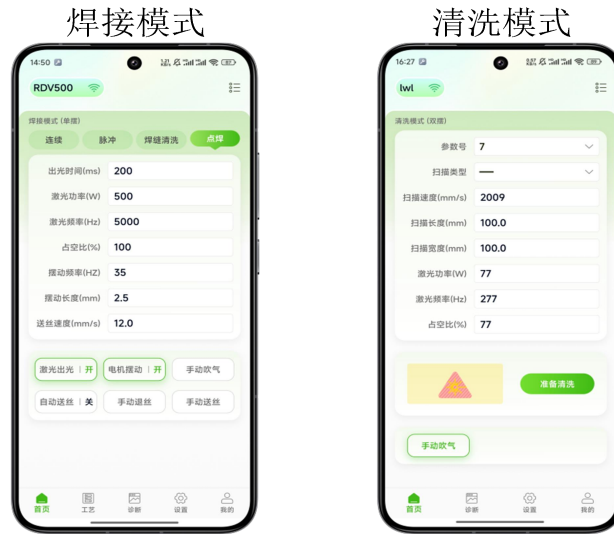 焊接模式
清洗模式
14:50
RDV500
焊接模式 (单摆)
连续 脉冲 焊缝清洗 点焊
出光时间(ms) 200
激光功率(W) 500
激光频率(Hz) 5000
占空比(%) 100
摆动频率(HZ) 35
摆动长度(mm) 2.5
送丝速度(mm/s) 12.0
激光出光 | 开 电机摆动 | 开 手动吹气
自动送丝 | 关 手动退丝 手动送丝
首页 工艺 诊断 设置 我的
16:27
lwl
清洗模式 (双摆)
参数号 7
扫描类型 —
扫描速度(mm/s) 2009
扫描长度(mm) 100.0
扫描宽度(mm) 100.0
激光功率(W) 77
激光频率(Hz) 277
占空比(%) 77
准备清洗
手动吹气
首页 诊断 设置 我的